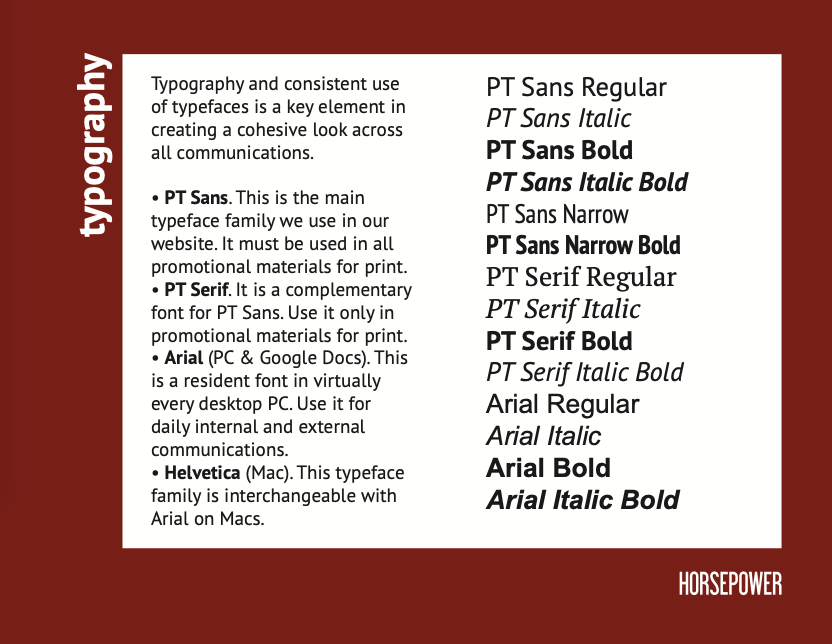 typography
Typography and consistent use
of typefaces is a key element in
creating a cohesive look across
all communications.
• PT Sans. This is the main
typeface family we use in our
website. It must be used in all
promotional materials for print.
• PT Serif. It is a complementary
font for PT Sans. Use it only in
promotional materials for print.
• Arial (PC & Google Docs). This
is a resident font in virtually
every desktop PC. Use it for
daily internal and external
communications.
• Helvetica (Mac). This typeface
family is interchangeable with
Arial on Macs.
PT Sans Regular
PT Sans Italic
PT Sans Bold
PT Sans Italic Bold
PT Sans Narrow
PT Sans Narrow Bold
PT Serif Regular
PT Serif Italic
PT Serif Bold
PT Serif Italic Bold
Arial Regular
Arial Italic
Arial Bold
Arial Italic Bold
HORSEPOWER